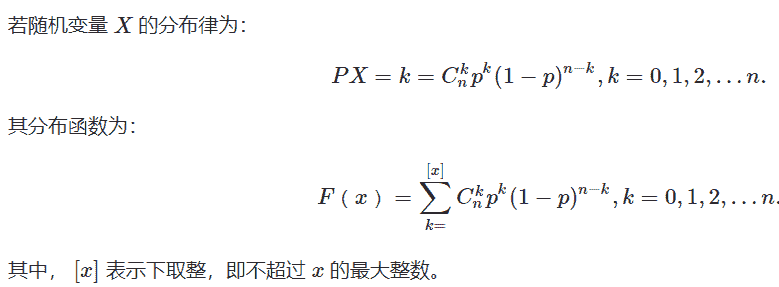 若随机变量 X 的分布律为：
PX = k = C_n^k p^k (1 − p)^{n−k}, k = 0, 1, 2, … n.
其分布函数为：
F（x）= \sum_{k=}^{[x]} C_n^k p^k (1 − p)^{n−k}, k = 0, 1, 2, … n.
其中， [x] 表示下取整，即不超过 x 的最大整数。